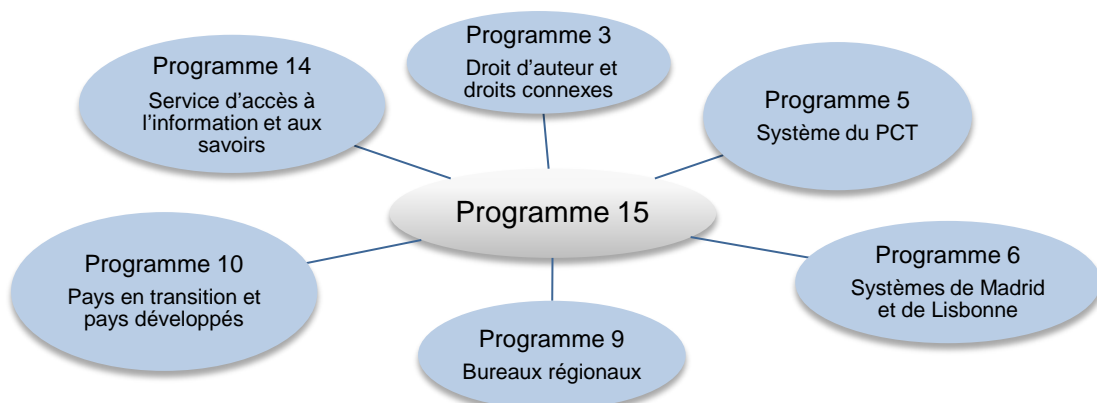 Programme 3
Droit d'auteur et
droits connexes
Programme 14
Service d'accès à
l'information et aux
savoirs
Programme 5
Système du PCT
Programme 15
Programme 10
Pays en transition et
pays développés
Programme 6
Systèmes de Madrid
et de Lisbonne
Programme 9
Bureaux régionaux